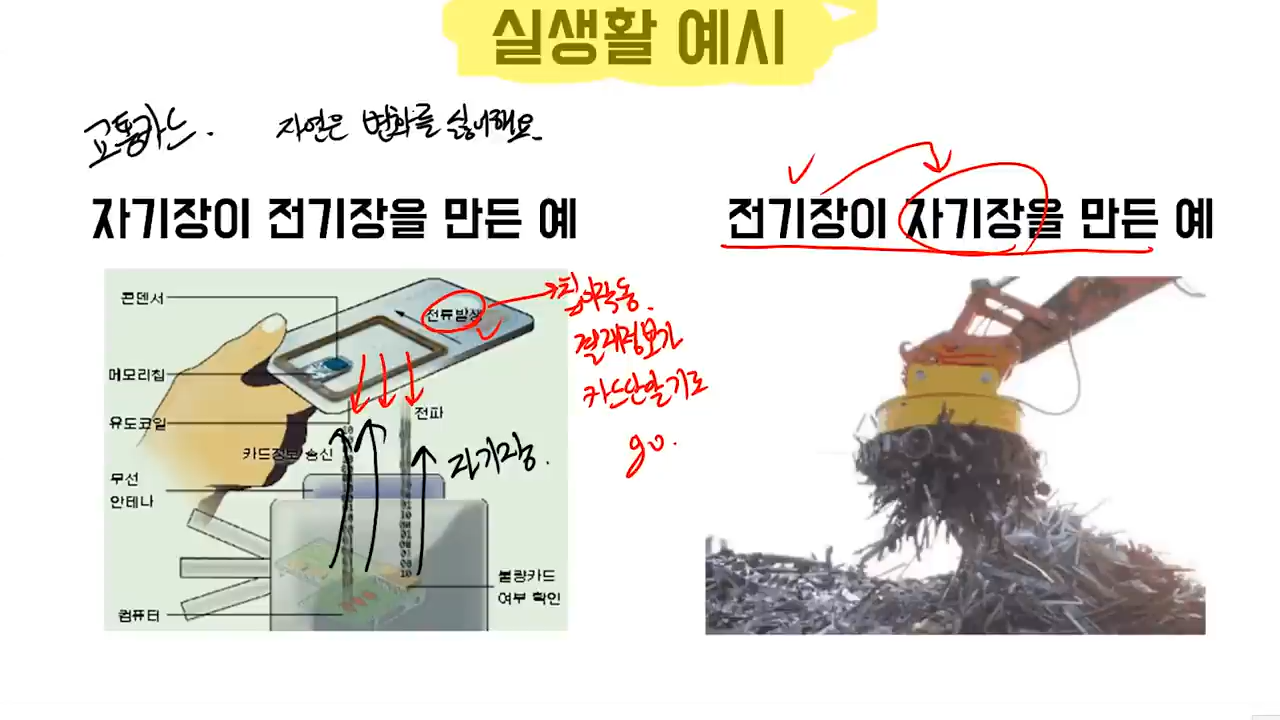 실생활 예시
교통카드.
자연은 변화를 싫어해요.
자기장이 전기장을 만든 예
콘덴서
메모리칩
유도코일
무선
안테나
컴퓨터
전류발생
전파
카드정보 송신
자기장.
불량카드
여부 확인
칩이작동.
결제정보가
카드단말기로
go.
전기장이 자기장을 만든 예